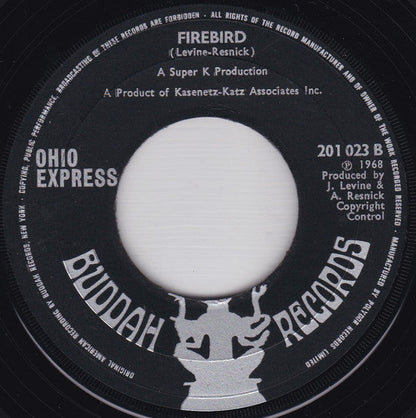 FIREBIRD
(Levine-Resnick)
A Super K Production
A Product of Kasenetz-Katz Associates Inc.
OHIO
EXPRESS
201 023 B
℗ 1968
Produced by
J. Levine &
A. Resnick
Copyright
Control
BUDDAH RECORDS
COPYING, PUBLIC PERFORMANCE, BROADCASTING OF THESE RECORDS ARE FORBIDDEN - ALL RIGHTS OF THE RECORD MANUFACTURER AND OF THE OWNER OF THE WORK RECORDED RESERVED
ORIGINAL AMERICAN RECORDING BY BUDDAH RECORDS, NEW YORK
MANUFACTURED BY POLYDOR RECORDS LIMITED